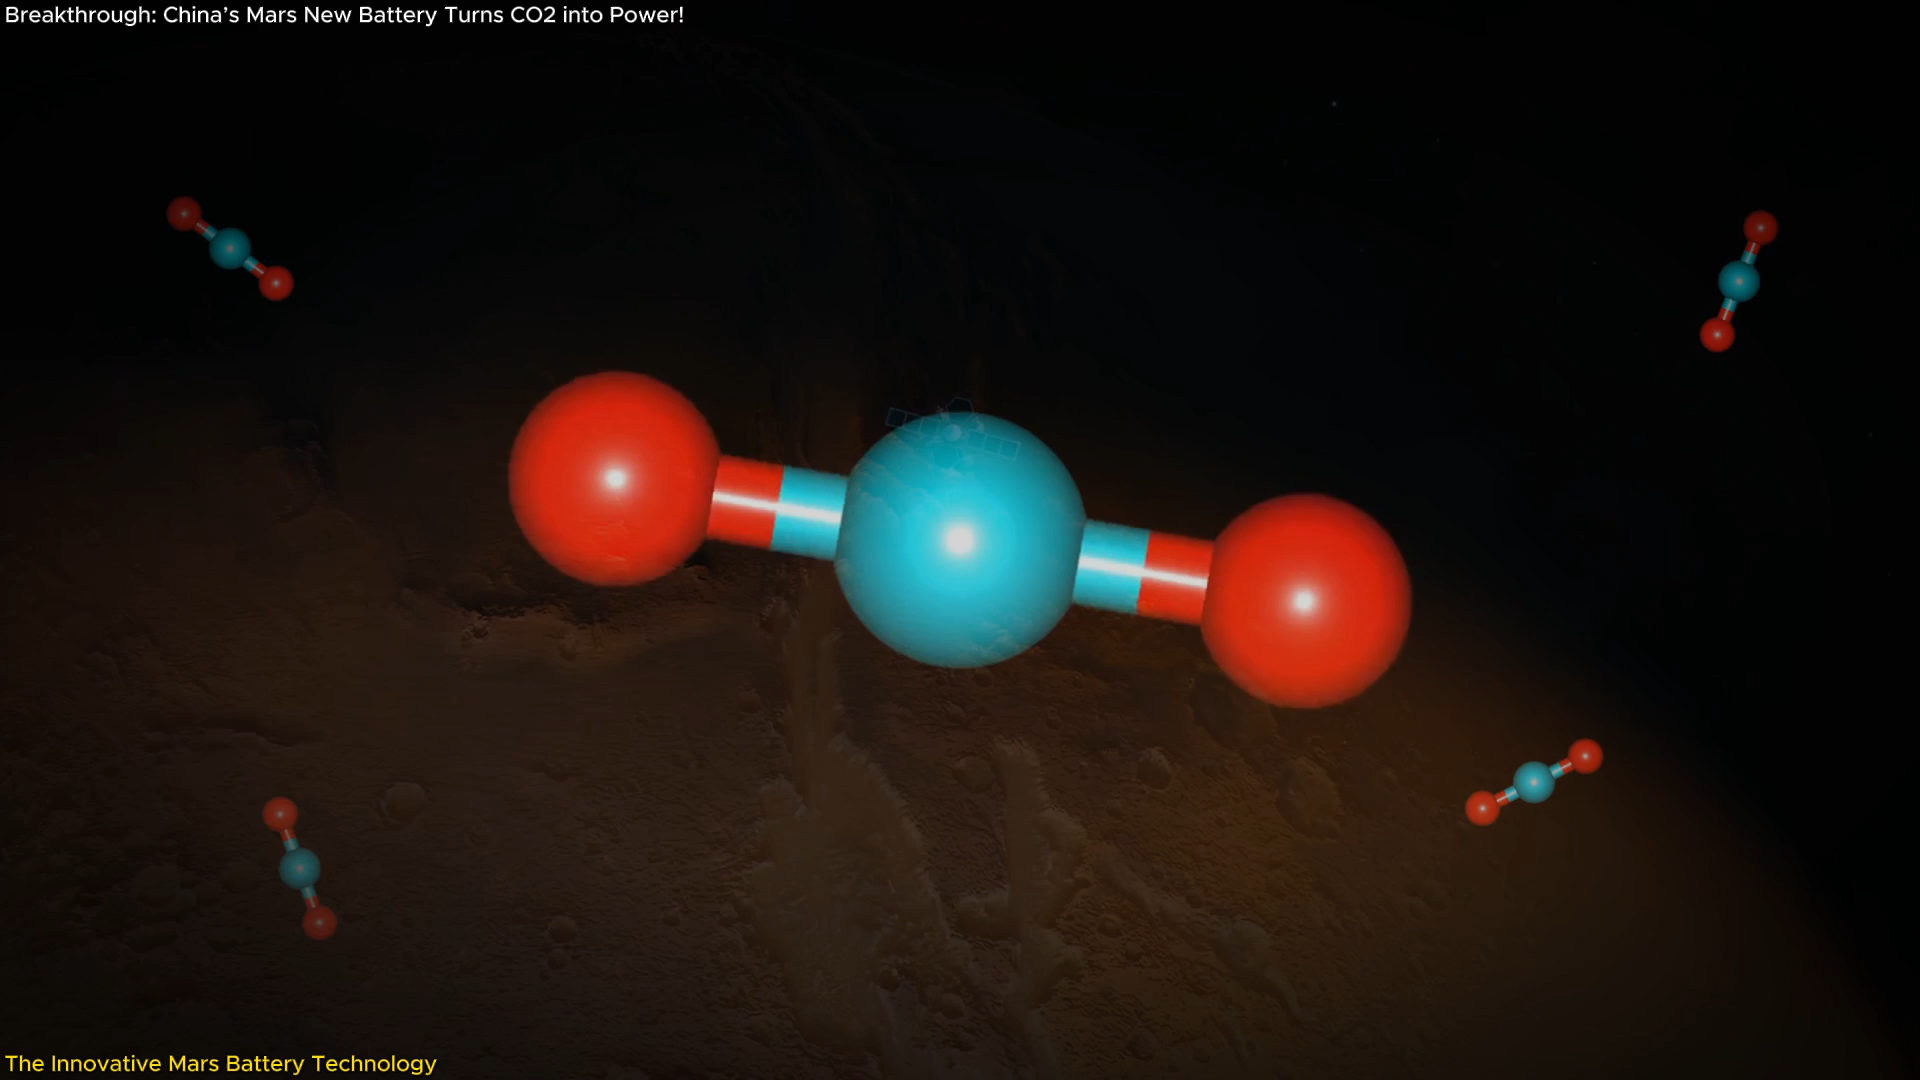 Breakthrough: China’s Mars New Battery Turns CO2 into Power!
The Innovative Mars Battery Technology